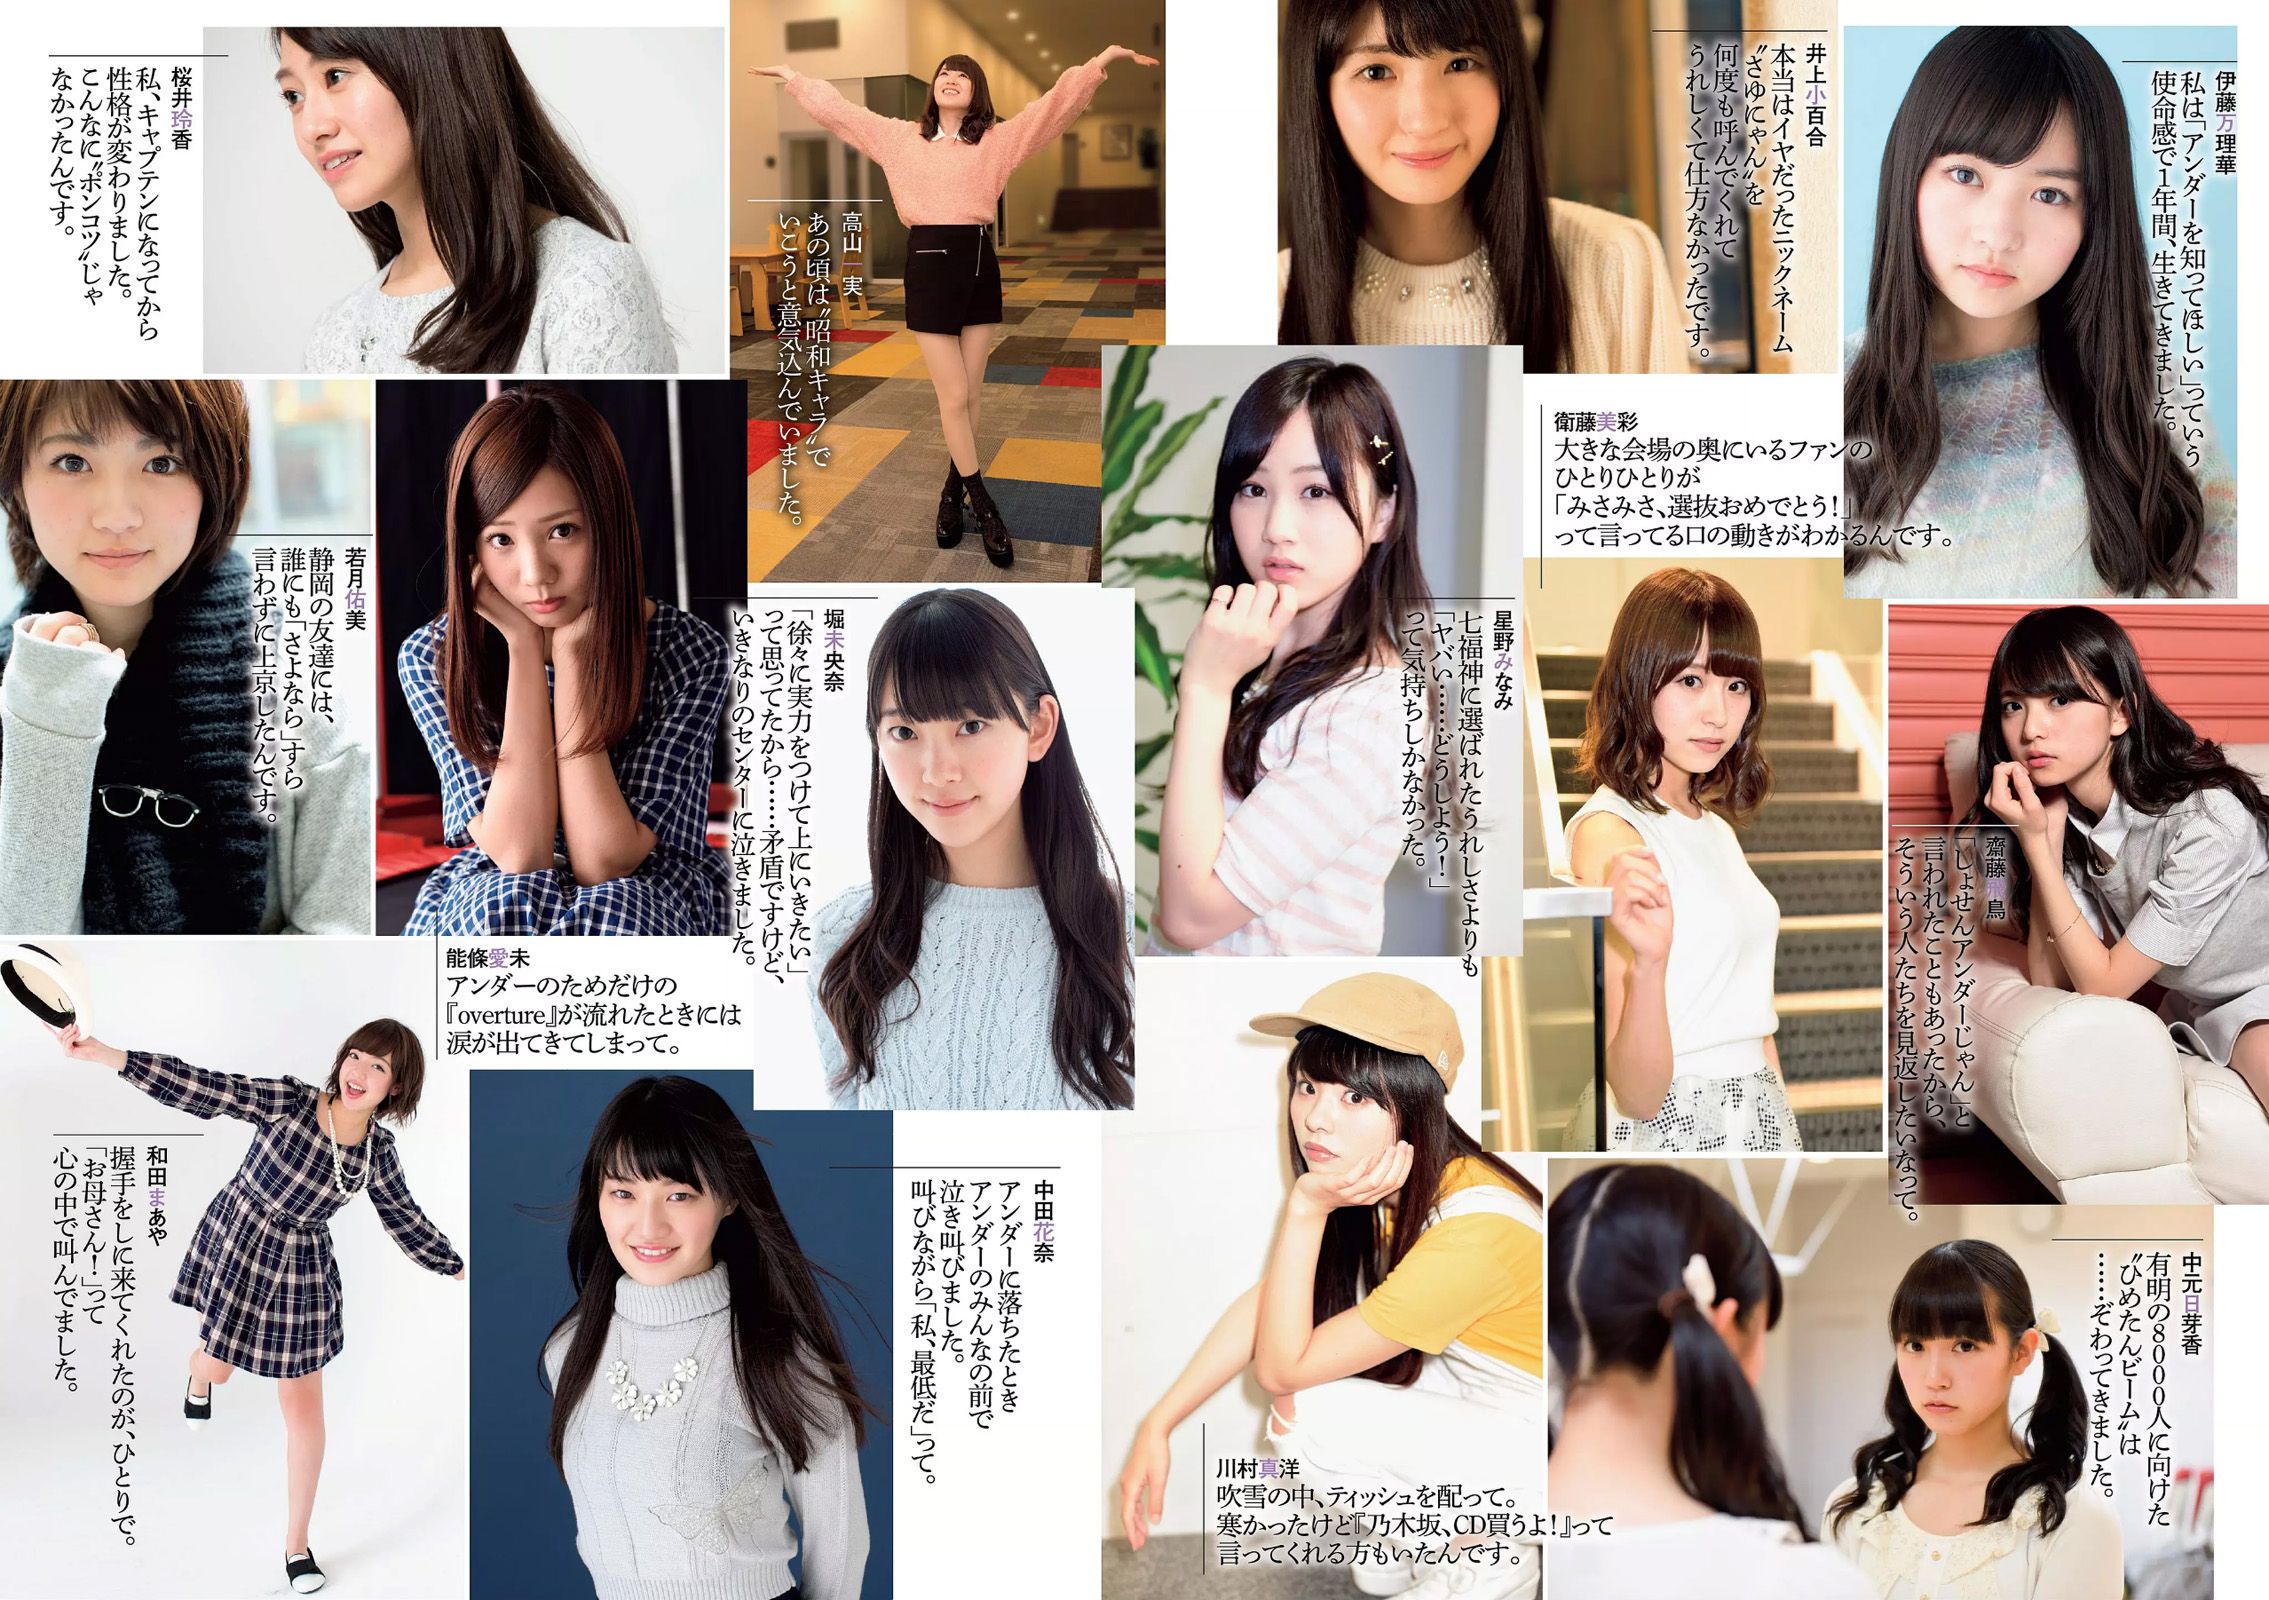 伊藤万理華
私は「アンダーを知ってほしい」っていう
使命感で1年間、生きてきました。
井上小百合
本当はイヤだったニックネーム
“さゆにゃん”を
何度も呼んでくれて
うれしくて仕方なかったです。
衛藤美彩
大きな会場の奥にいるファンの
ひとりひとりが
「みさみさ、選抜おめでとう！」
って言ってる口の動きがわかるんです。
齋藤飛鳥
「しょせんアンダーじゃん」と
言われたこともあったから、
そういう人たちを見返したいなって。
星野みなみ
七福神に選ばれたうれしさよりも
「ヤバい……どうしよう！」
って気持ちしかなかった。
中元日芽香
有明の8000人に向けた
“ひめたんビーム”は
……ぞわってきました。
川村真洋
吹雪の中、ティッシュを配って。
寒かったけど『乃木坂、CD買うよ！』って
言ってくれる方もいたんです。
高山一実
あの頃は“昭和キャラ”で
いこうと意気込んでいました。
桜井玲香
私、キャプテンになってから
性格が変わりました。
こんなに“ポンコツ”じゃ
なかったんです。
堀未央奈
「徐々に実力をつけて上にいきたい」
って思ってたから……矛盾ですけど、
いきなりのセンターに泣きました。
若月佑美
静岡の友達には、
誰にも「さよなら」すら
言わずに上京したんです。
能條愛未
アンダーのためだけの
『overture』が流れたときには
涙が出てきてしまって。
中田花奈
アンダーに落ちたとき
アンダーのみんなの前で
泣き叫びました。
叫びながら「私、最低だ」って。
和田まあや
握手をしに来てくれたのが、ひとりで。
「お母さん！」って
心の中で叫んでました。